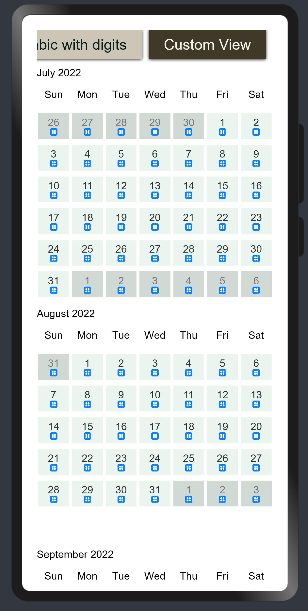 bic with digits Custom View
July 2022
Sun Mon Tue Wed Thu Fri Sat
26 27 28 29 30 1 2
3 4 5 6 7 8 9
10 11 12 13 14 15 16
17 18 19 20 21 22 23
24 25 26 27 28 29 30
31 1 2 3 4 5 6
August 2022
Sun Mon Tue Wed Thu Fri Sat
31 1 2 3 4 5 6
7 8 9 10 11 12 13
14 15 16 17 18 19 20
21 22 23 24 25 26 27
28 29 30 31 1 2 3
September 2022
Sun Mon Tue Wed Thu Fri Sat